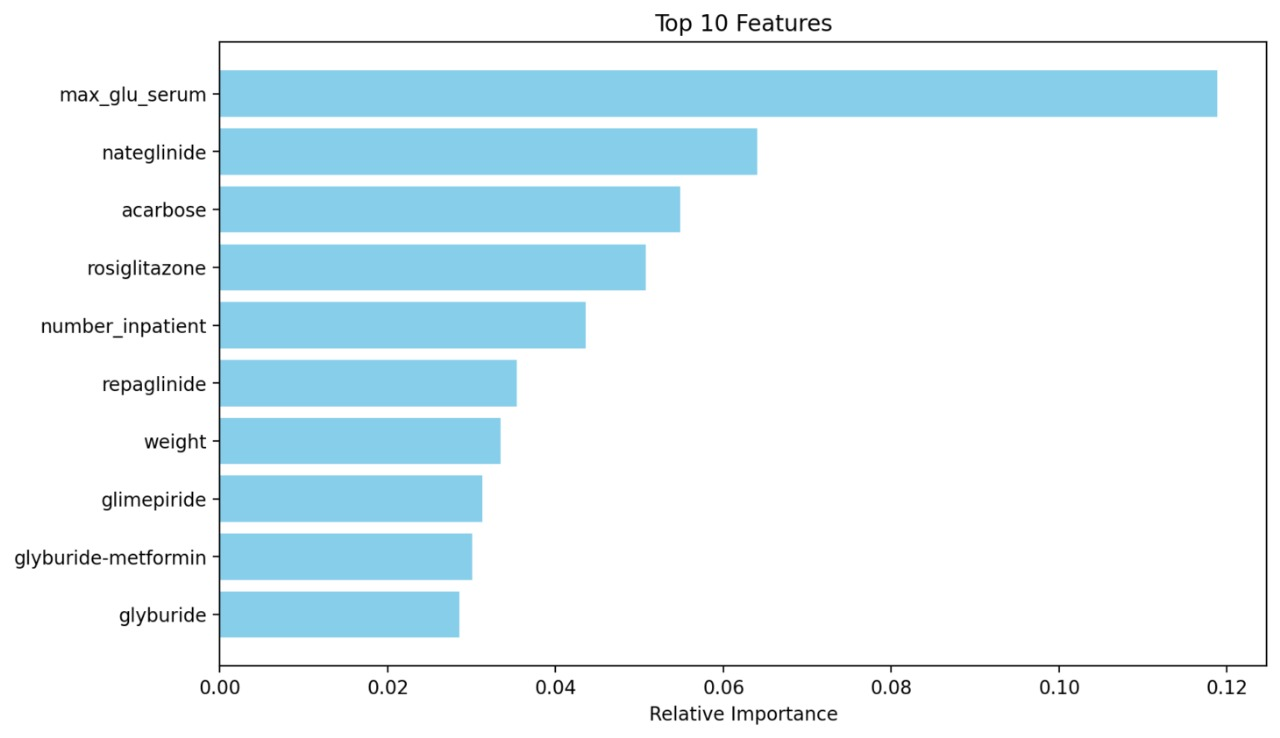 Top 10 Features
max_glu_serum
nateglinide
acarbose
rosiglitazone
number_inpatient
repaglinide
weight
glimepiride
glyburide-metformin
glyburide
0.00 0.02 0.04 0.06 0.08 0.10 0.12
Relative Importance